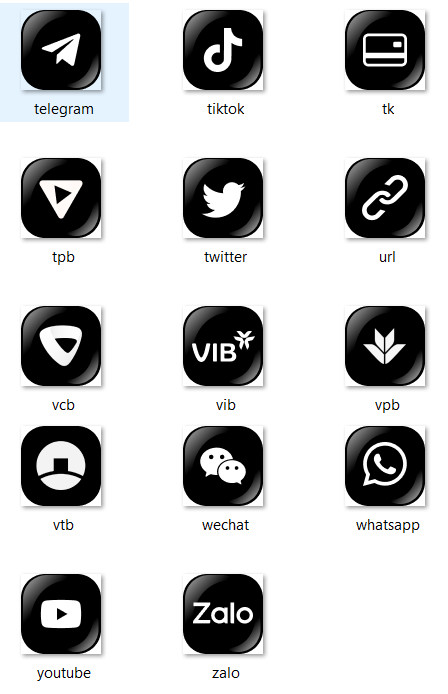 telegram
tiktok
tk
tpb
twitter
url
VIB
vcb
vib
vpb
vtb
wechat
whatsapp
Zalo
youtube
zalo